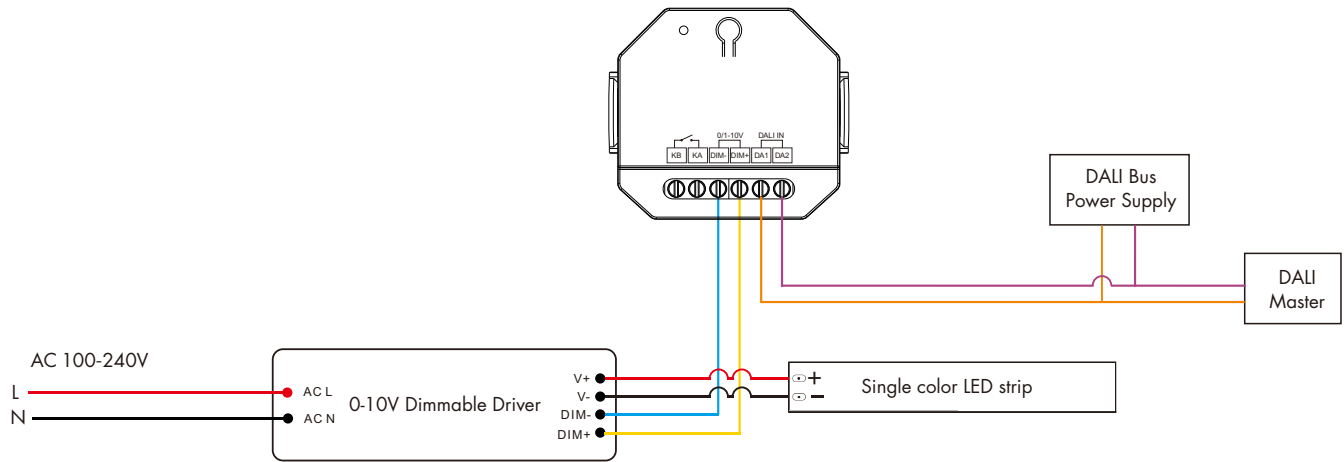 0/1-10V DALI IN
KB KA DIM- DIM+ DA1 DA2
DALI Bus
Power Supply
DALI
Master
AC 100-240V
L
N
AC L
AC N
0-10V Dimmable Driver
V+
V-
DIM-
DIM+
+
-
Single color LED strip